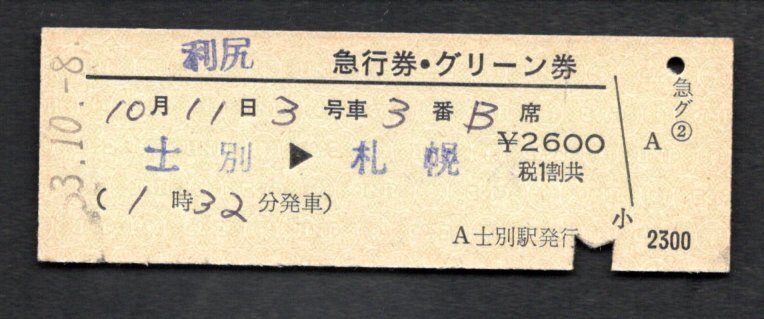 利尻 急行券・グリーン券
10月11日3号車3番B席
士別▶札幌 ¥2600
税1割共
(1時32分発車)
A士別駅発行
小
急グ②
A
2300
53.10.-8